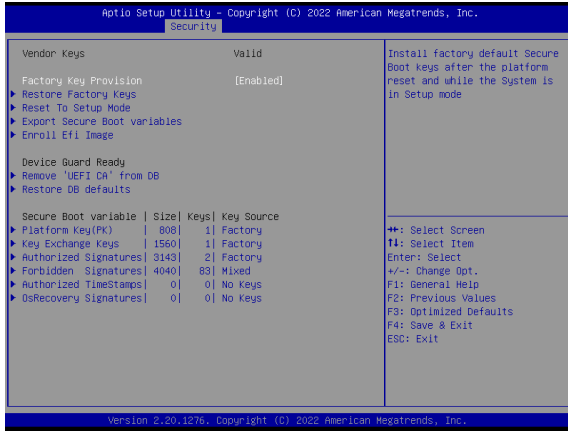 Aptio Setup Utility – Copyright (C) 2022 American Megatrends, Inc.
Security
Vendor Keys Valid
Factory Key Provision [Enabled]
Restore Factory Keys
Reset To Setup Mode
Export Secure Boot variables
Enroll Efi Image
Device Guard Ready
Remove 'UEFI CA' from DB
Restore DB defaults
Secure Boot variable | Size| Keys| Key Source
Platform Key(PK) | 808| 1| Factory
Key Exchange Keys | 1560| 1| Factory
Authorized Signatures| 3143| 2| Factory
Forbidden Signatures| 4040| 83| Mixed
Authorized TimeStamps| 0| 0| No Keys
OsRecovery Signatures| 0| 0| No Keys
Install factory default Secure
Boot keys after the platform
reset and while the System is
in Setup mode
→←: Select Screen
↑↓: Select Item
Enter: Select
+/-: Change Opt.
F1: General Help
F2: Previous Values
F3: Optimized Defaults
F4: Save & Exit
ESC: Exit
Version 2.20.1276. Copyright (C) 2022 American Megatrends, Inc.